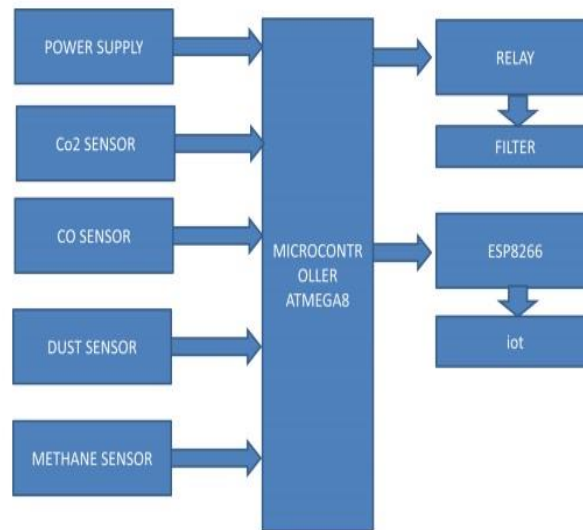 POWER SUPPLY
Co2 SENSOR
CO SENSOR
DUST SENSOR
METHANE SENSOR
MICROCONTR
OLLER
ATMEGA8
RELAY
FILTER
ESP8266
iot